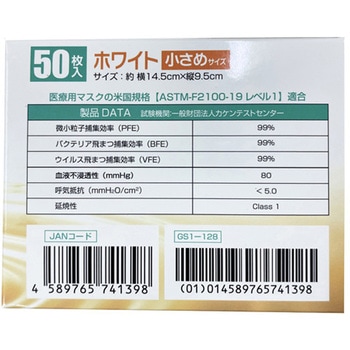 50枚入 ホワイト 小さめサイズ
サイズ：約 横14.5cm×縦9.5cm
医療用マスクの米国規格【ASTM-F2100-19 レベル1】適合
製品 DATA 試験機関:一般財団法人カケンテストセンター
微小粒子捕集効率（PFE） 99%
バクテリア飛まつ捕集効率（BFE） 99%
ウイルス飛まつ捕集効率（VFE） 99%
血液不浸透性（mmHg） 80
呼気抵抗（mmH₂O/cm²） < 5.0
延焼性 Class 1
JANコード GS1-128
4 589765 741398 (01)014589765741398